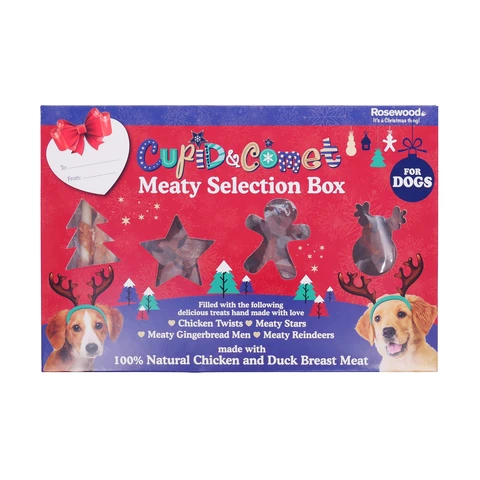 Rosewood
It's a Christmas thing!
To:
From:
Cupid & Comet
Meaty Selection Box
FOR
DOGS
Filled with the following
delicious treats hand made with love
Chicken Twists Meaty Stars
Meaty Gingerbread Men Meaty Reindeers
made with
100% Natural Chicken and Duck Breast Meat